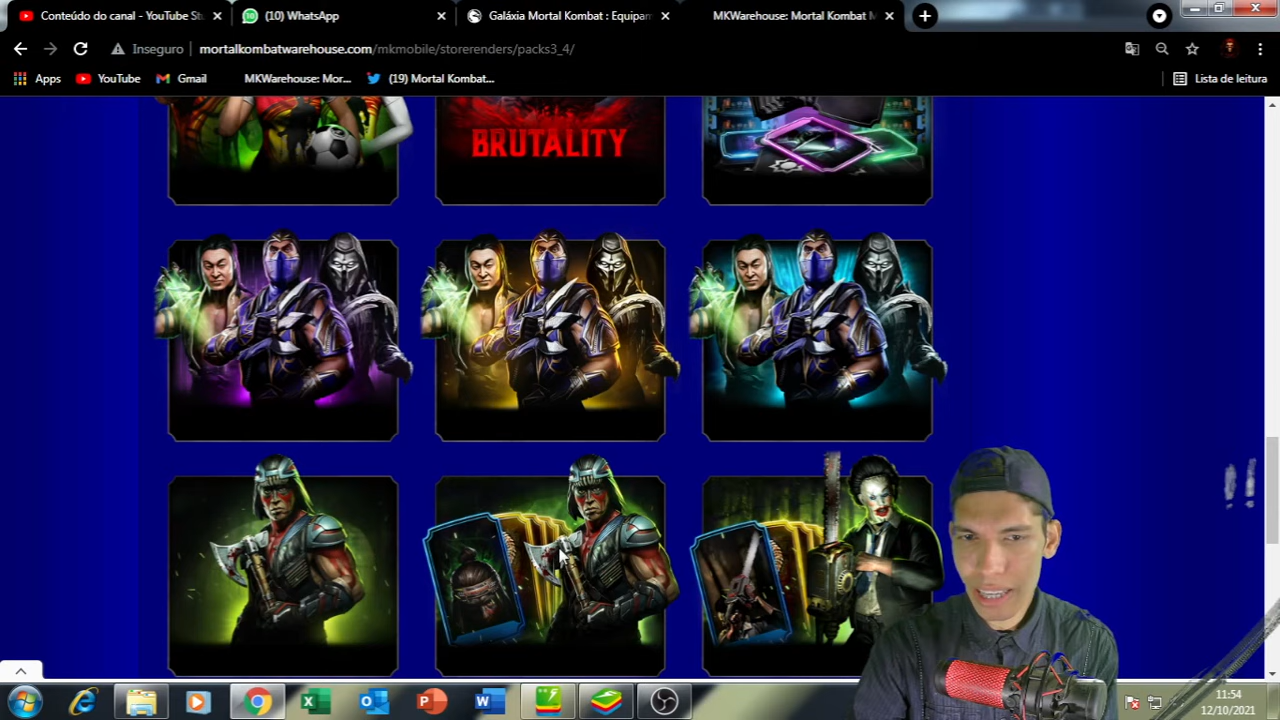 Conteúdo do canal - YouTube St
(10) WhatsApp
Galáxia Mortal Kombat : Equipam
MKWarehouse: Mortal Kombat M
Inseguro
mortalkombatwarehouse.com/mkmobile/storerenders/packs3_4/
Apps
YouTube
Gmail
MKWarehouse: Mor...
(19) Mortal Kombat...
Lista de leitura
BRUTALITY
11:54
12/10/2021